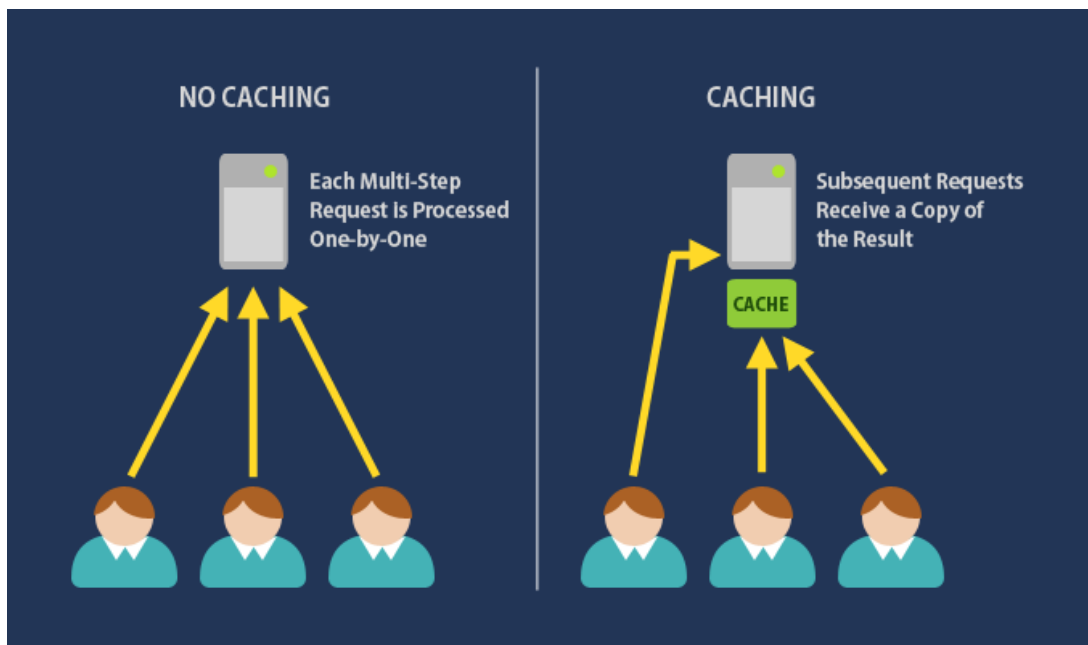 NO CACHING
Each Multi-Step
Request is Processed
One-by-One
CACHING
Subsequent Requests
Receive a Copy of
the Result
CACHE